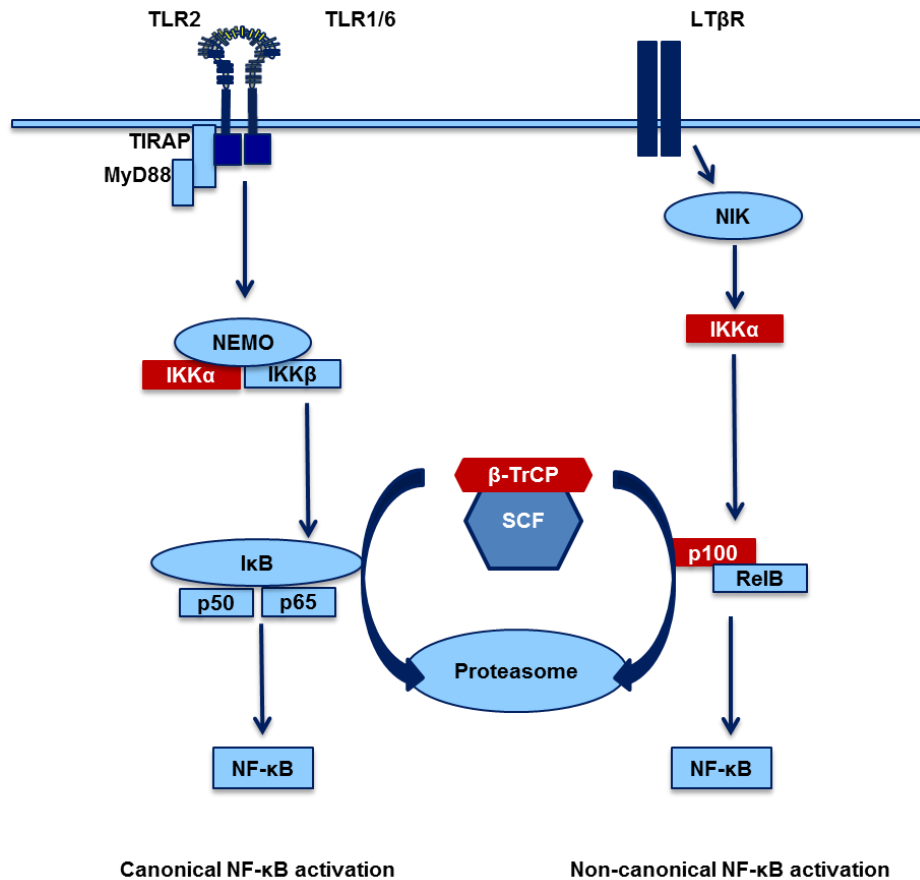 TLR2
TLR1/6
LTβR
TIRAP
MyD88
NIK
IKKα
NEMO
IKKα
IKKβ
β-TrCP
SCF
p100
RelB
IκB
p50
p65
Proteasome
NF-κB
NF-κB
Canonical NF-κB activation
Non-canonical NF-κB activation